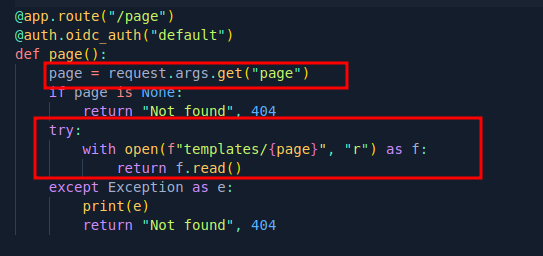 @app.route("/page")
@auth.oidc_auth("default")
def page():
    page = request.args.get("page")
    if page is None:
        return "Not found", 404
    try:
        with open(f"templates/{page}", "r") as f:
            return f.read()
    except Exception as e:
        print(e)
        return "Not found", 404